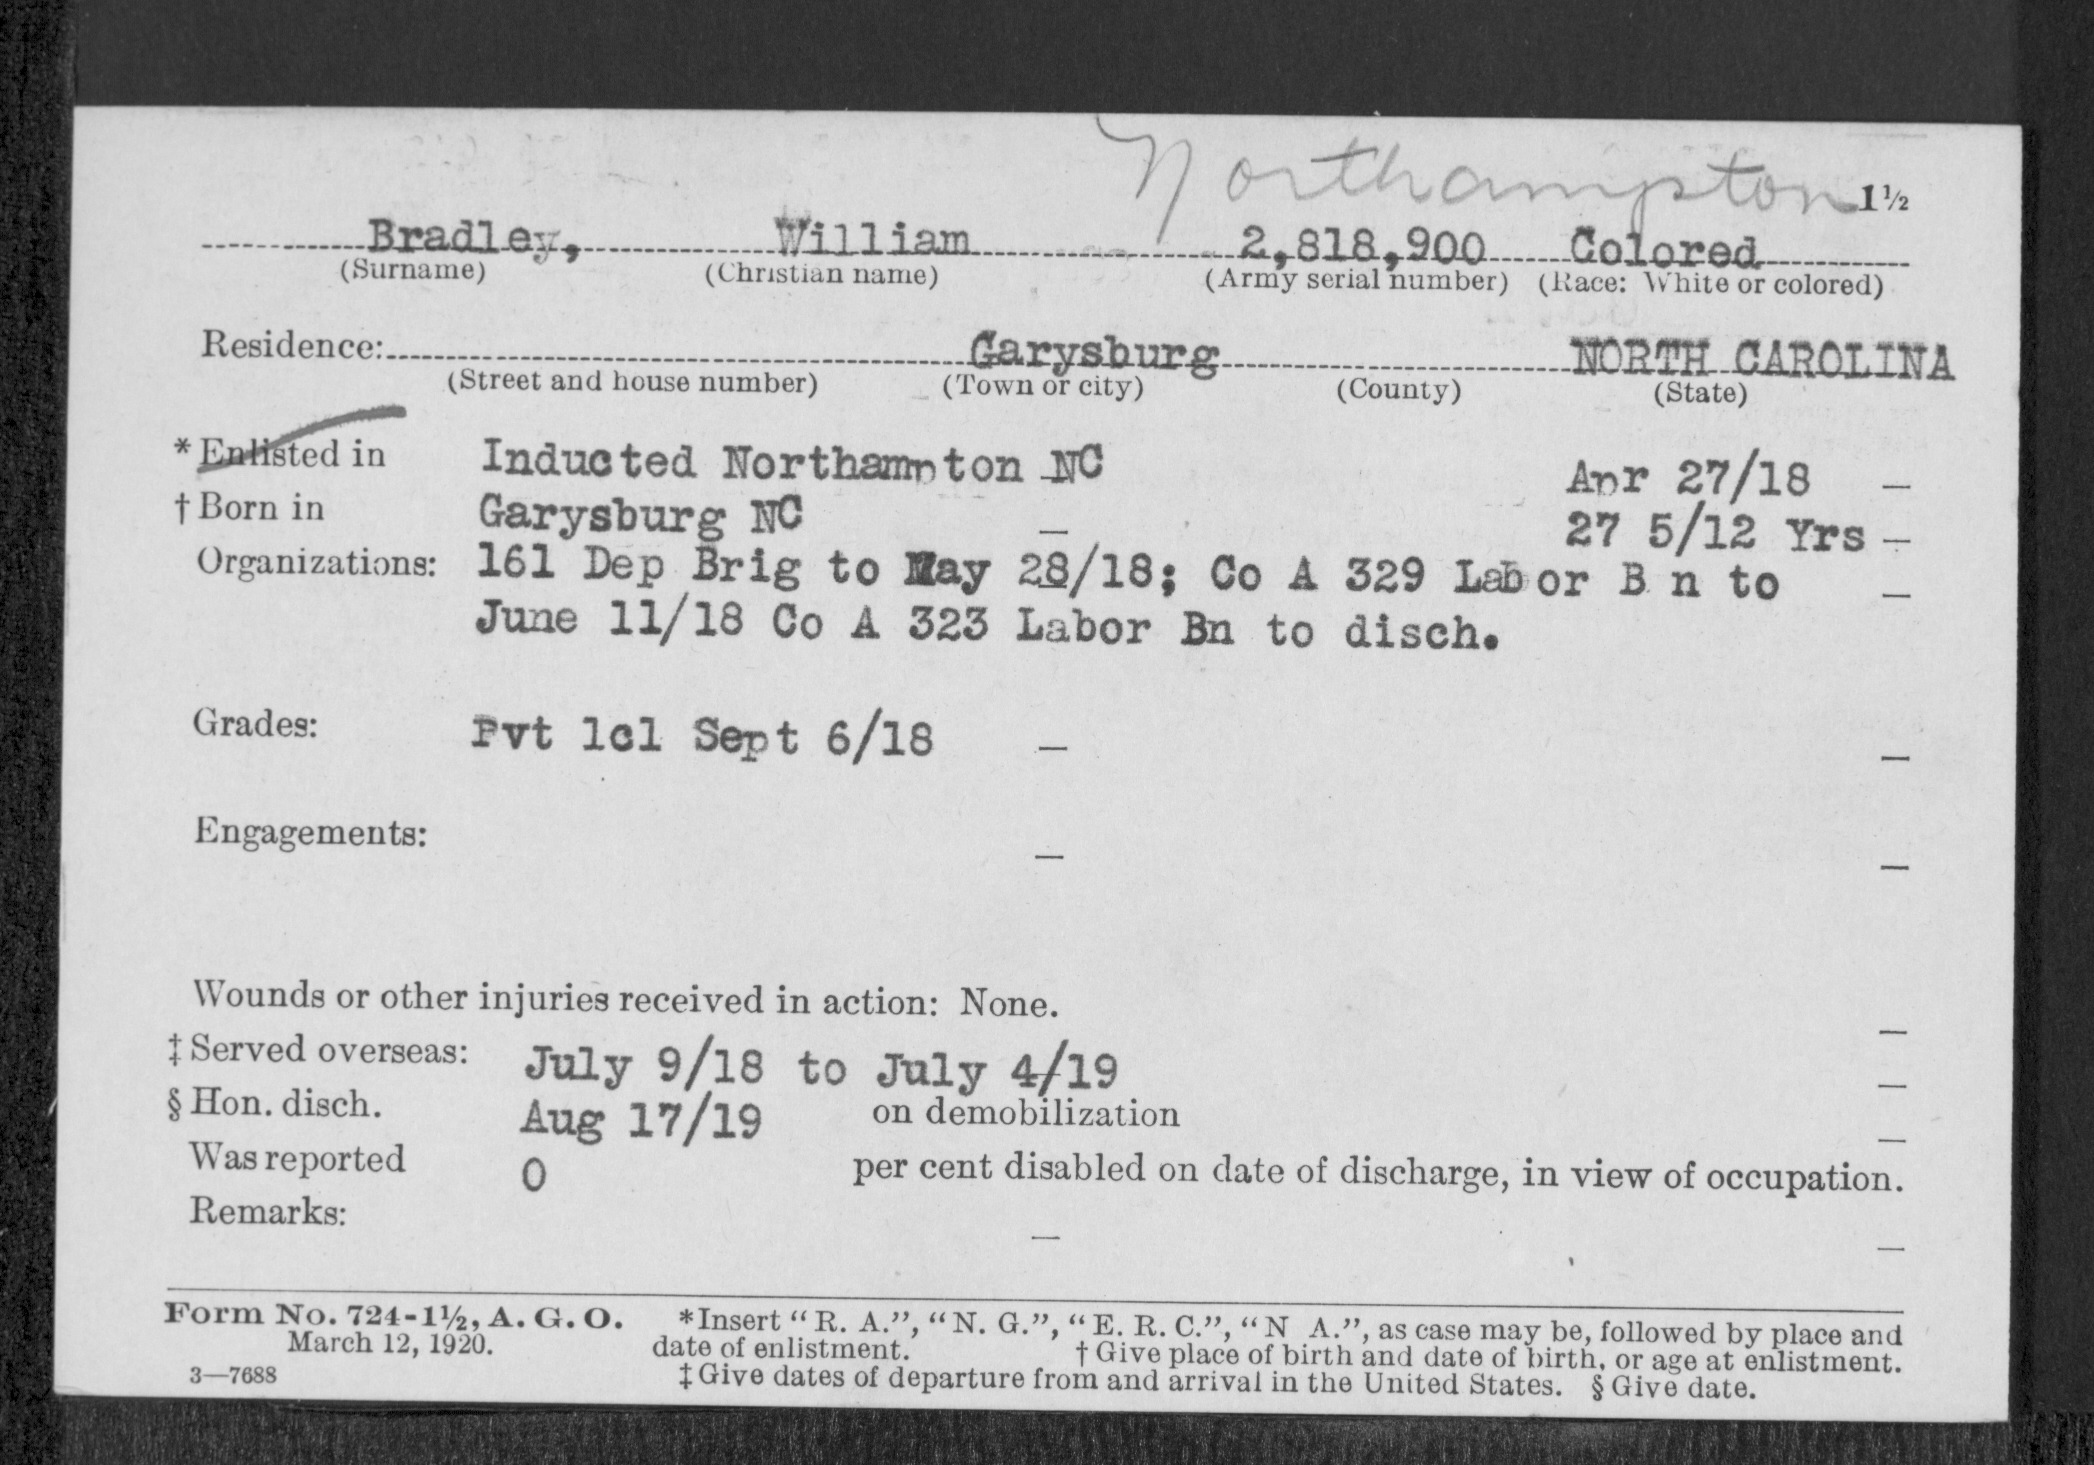 Northampton 1½
Bradley, William 2,818,900 Colored
(Surname) (Christian name) (Army serial number) (Race: White or colored)
Residence: Garysburg NORTH CAROLINA
(Street and house number) (Town or city) (County) (State)
* Enlisted in Inducted Northampton NC Apr 27/18 —
† Born in Garysburg NC — 27 5/12 Yrs —
Organizations: 161 Dep Brig to May 28/18; Co A 329 Labor B n to —
June 11/18 Co A 323 Labor Bn to disch.
Grades: Pvt 1cl Sept 6/18 — —
Engagements: — —
Wounds or other injuries received in action: None. —
‡ Served overseas: July 9/18 to July 4/19 —
§ Hon. disch. Aug 17/19 on demobilization —
Was reported 0 per cent disabled on date of discharge, in view of occupation.
Remarks: — —
Form No. 724-1½, A. G. O. *Insert "R. A.", "N. G.", "E. R. C.", "N A.", as case may be, followed by place and
March 12, 1920. date of enlistment. † Give place of birth and date of birth, or age at enlistment.
3—7688 ‡ Give dates of departure from and arrival in the United States. § Give date.